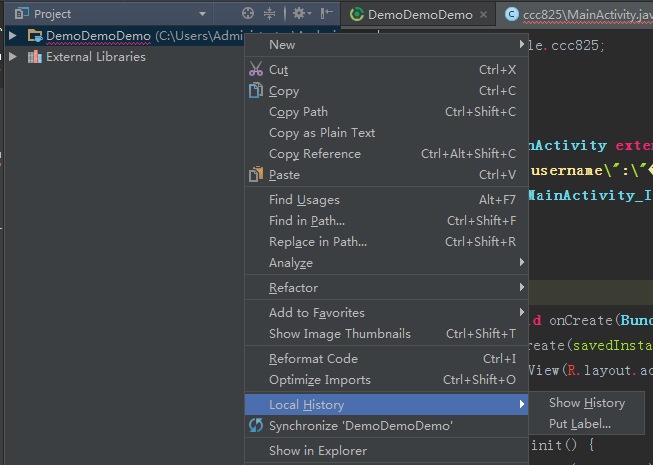 Project
DemoDemoDemo
ccc825\MainActivity.java
DemoDemoDemo (C:\Users\Administrat
External Libraries
New
le.ccc825;
Cut Ctrl+X
Copy Ctrl+C
Copy Path Ctrl+Shift+C
Copy as Plain Text
nActivity exten
Copy Reference Ctrl+Alt+Shift+C
username\":\"
Paste Ctrl+V
Find Usages Alt+F7
MainActivity_I
Find in Path... Ctrl+Shift+F
Replace in Path... Ctrl+Shift+R
Analyze
Refactor
Add to Favorites
d onCreate(Bund
Show Image Thumbnails Ctrl+Shift+T
reate(savedInsta
Reformat Code Ctrl+I
View(R.layout.ac
Optimize Imports Ctrl+Shift+O
Local History
Show History
Synchronize 'DemoDemoDemo'
Put Label...
Show in Explorer
init() {